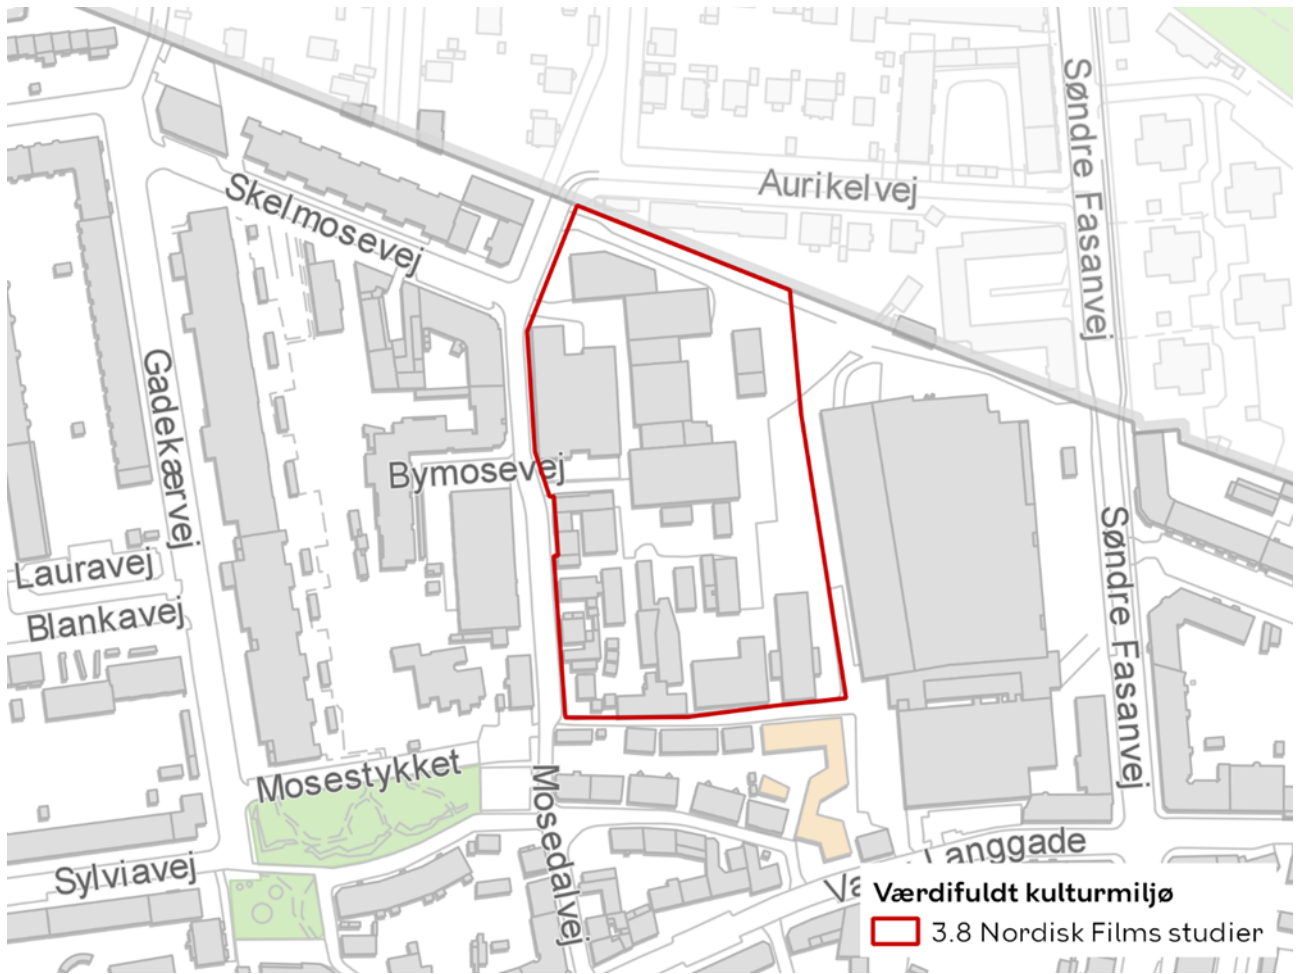 Søndre Fasanvej
Aurikelvej
Skelmosevej
Gadekærvej
Bymosevej
Søndre Fasanvej
Lauravej
Blankavej
Mosestykket
Mosedalvej
Langgade
Sylviavej
Va
Værdifuldt kulturmiljø
3.8 Nordisk Films studier